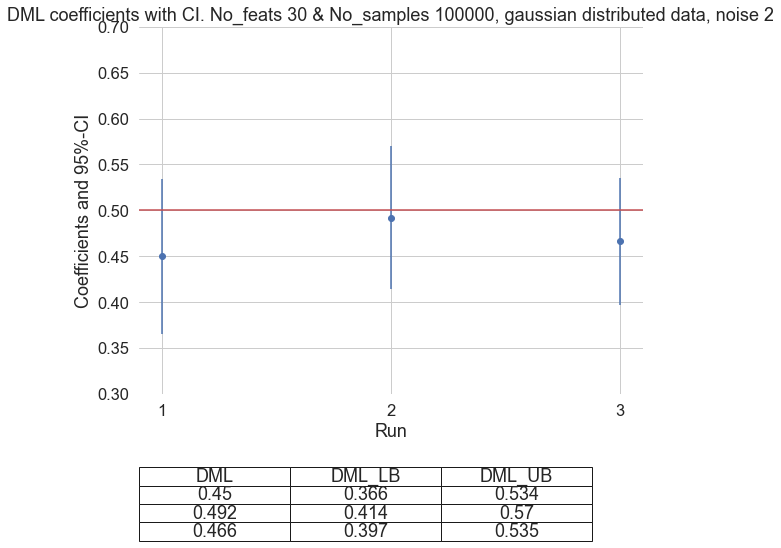 DML coefficients with CI. No_feats 30 & No_samples 100000, gaussian distributed data, noise 2
0.70
0.65
0.60
0.55
0.50
0.45
0.40
0.35
0.30
Coefficients and 95%-CI
1 2 3
Run
DML DML_LB DML_UB
0.45 0.366 0.534
0.492 0.414 0.57
0.466 0.397 0.535